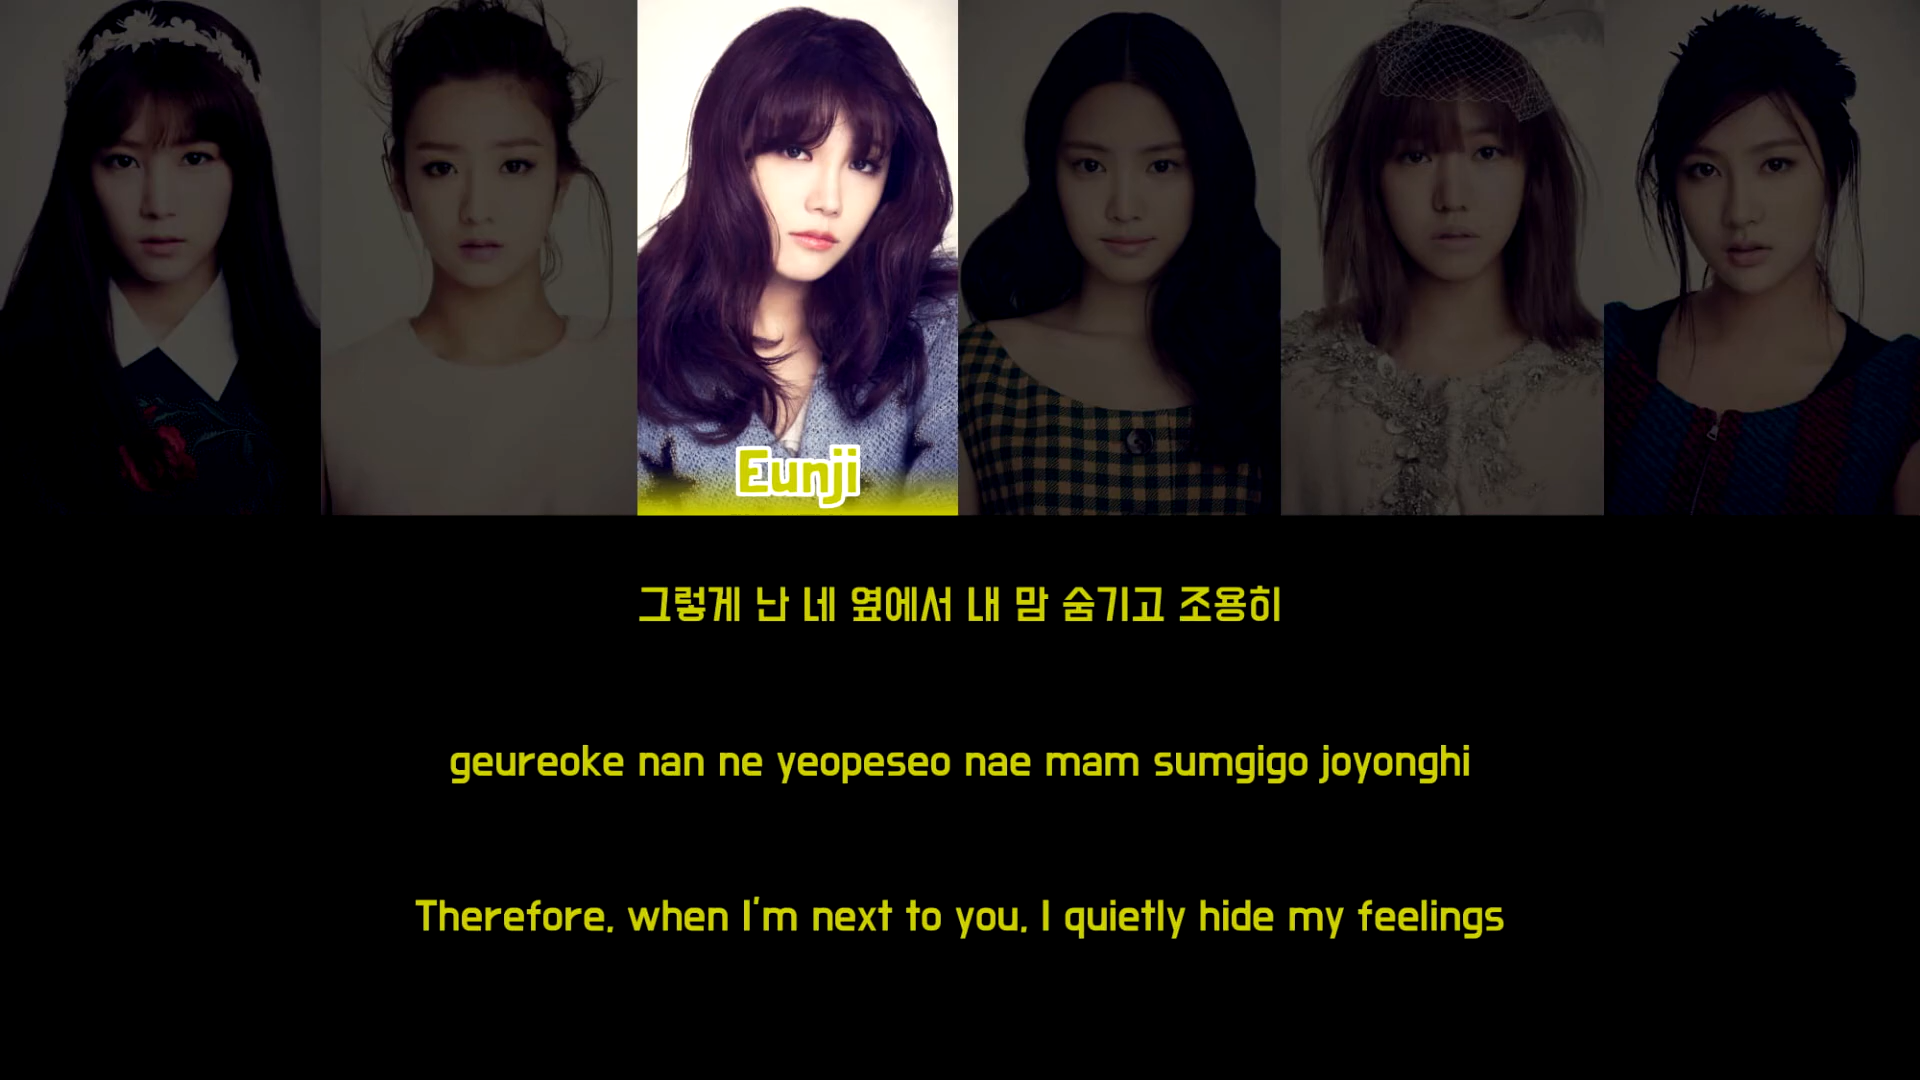 Eunji
그렇게 난 네 옆에서 내 맘 숨기고 조용히
geureoke nan ne yeopeseo nae mam sumgigo joyonghi
Therefore, when I'm next to you, I quietly hide my feelings